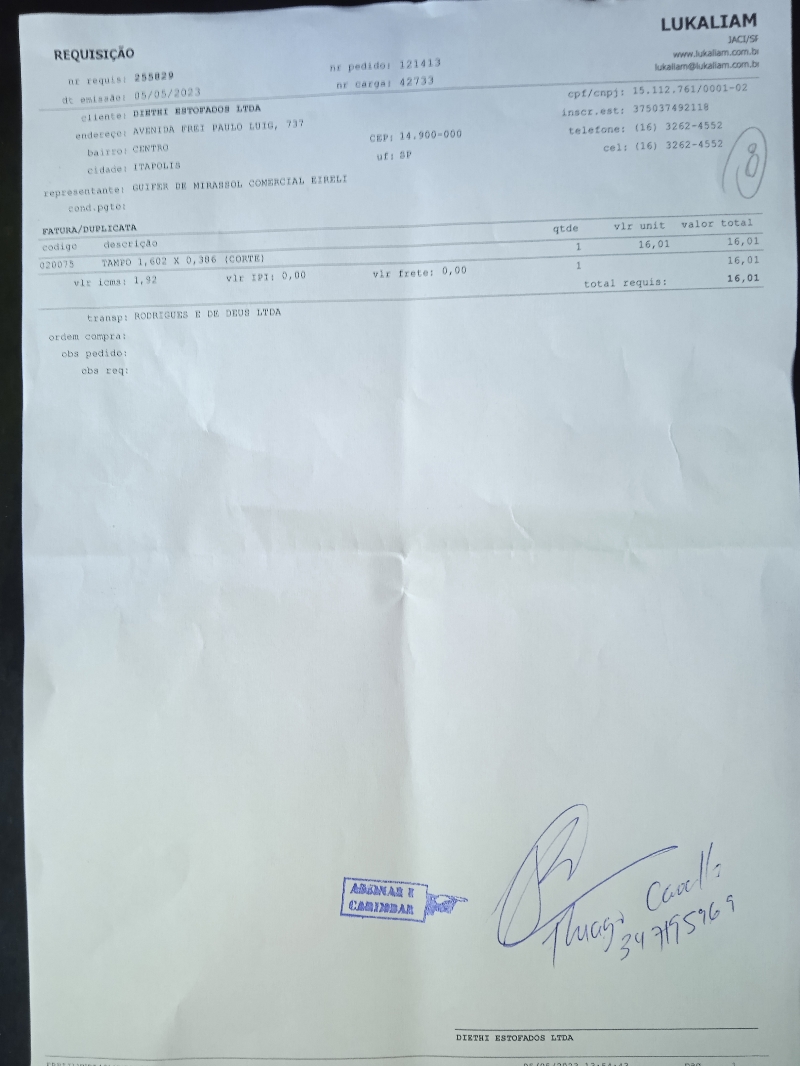 LUKALIAM
JACI/SP
www.lukaliam.com.br
lukaliam@lukaliam.com.br
REQUISIÇÃO
nr requis: 255829
nr pedido: 121413
dt emissão: 05/05/2023
nr carga: 42733
cliente: DIETHI ESTOFADOS LTDA
cpf/cnpj: 15.112.761/0001-02
endereço: AVENIDA FREI PAULO LUIG, 737
inscr.est: 375037492118
bairro: CENTRO
CEP: 14.900-000
telefone: (16) 3262-4552
cidade: ITAPOLIS
uf: SP
cel: (16) 3262-4552
8
representante: GUIFER DE MIRASSOL COMERCIAL EIRELI
cond.pgto:
FATURA/DUPLICATA
codigo descrição qtde vlr unit valor total
020075 TAMPO 1,602 X 0,386 (CORTE) 1 16,01 16,01
1 16,01
vlr icms: 1,92 vlr IPI: 0,00 vlr frete: 0,00 total requis: 16,01
transp: RODRIGUES E DE DEUS LTDA
ordem compra:
obs pedido:
obs req:
ASSINAR E
CARIMBAR
Thiago
DIETHI ESTOFADOS LTDA